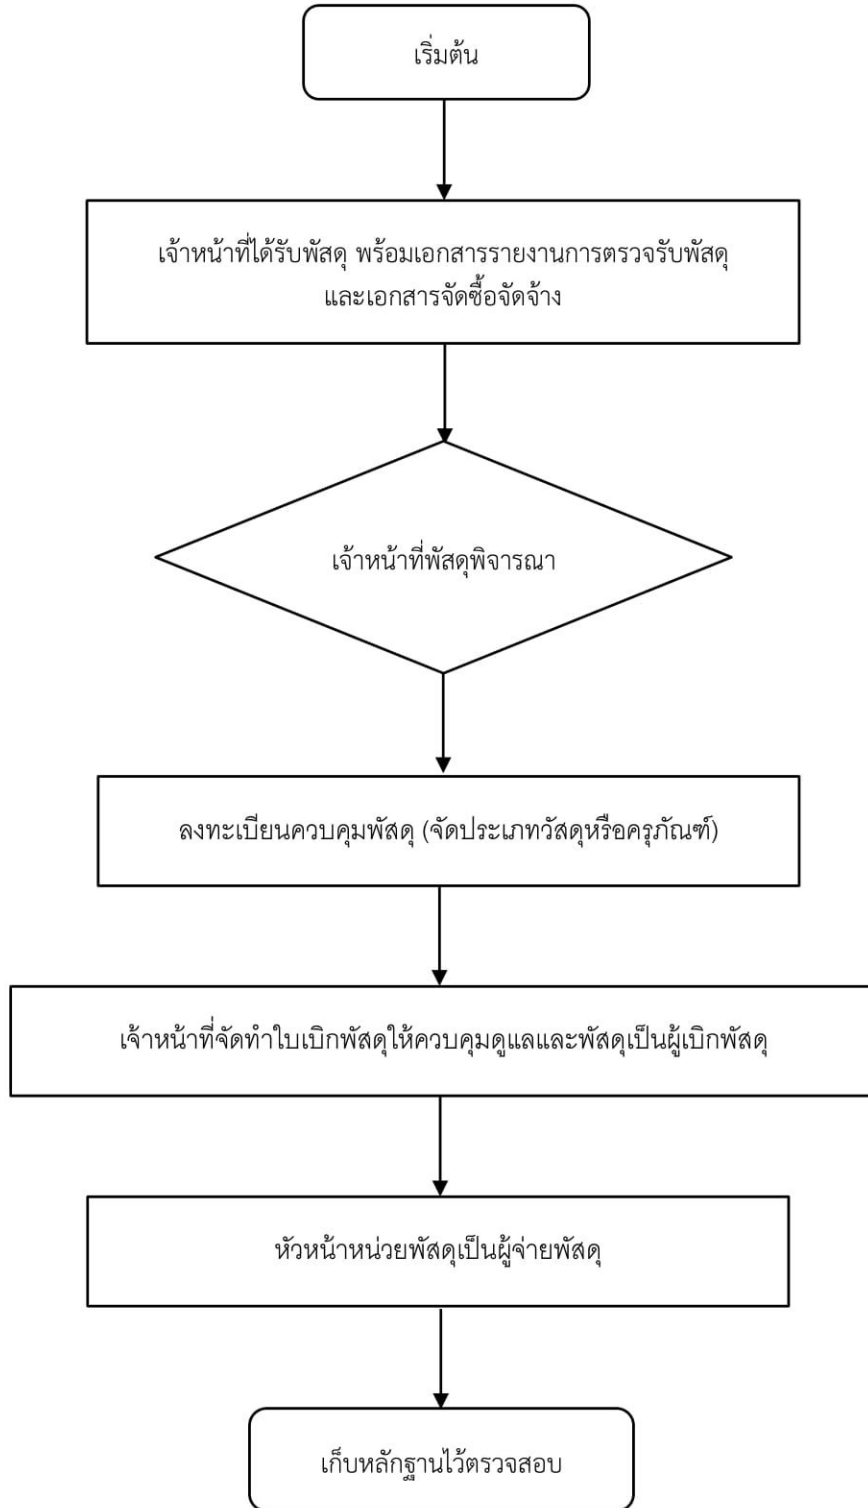 เริ่มต้น
เจ้าหน้าที่ได้รับพัสดุ พร้อมเอกสารรายงานการตรวจรับพัสดุ
และเอกสารจัดซื้อจัดจ้าง
เจ้าหน้าที่พัสดุพิจารณา
ลงทะเบียนควบคุมพัสดุ (จัดประเภทวัสดุหรือครุภัณฑ์)
เจ้าหน้าที่จัดทำใบเบิกพัสดุให้ควบคุมดูแลและพัสดุเป็นผู้เบิกพัสดุ
หัวหน้าหน่วยพัสดุเป็นผู้จ่ายพัสดุ
เก็บหลักฐานไว้ตรวจสอบ